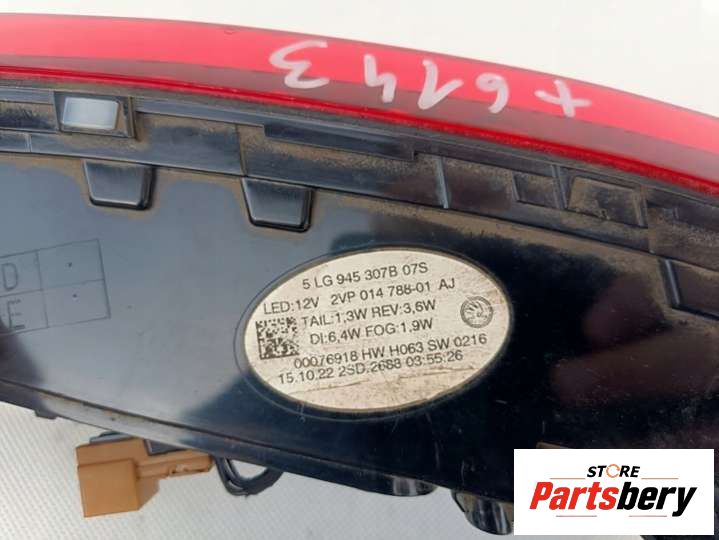 +6143
D
E
5 LG 945 307B 07S
LED:12V 2VP 014 788-01 AJ
TAIL:1,3W REV:3,6W
DI:6,4W FOG:1,9W
00076918 HW H063 SW 0216
15.10.22 2SD.2688 03:55:26
STORE
Partsbery